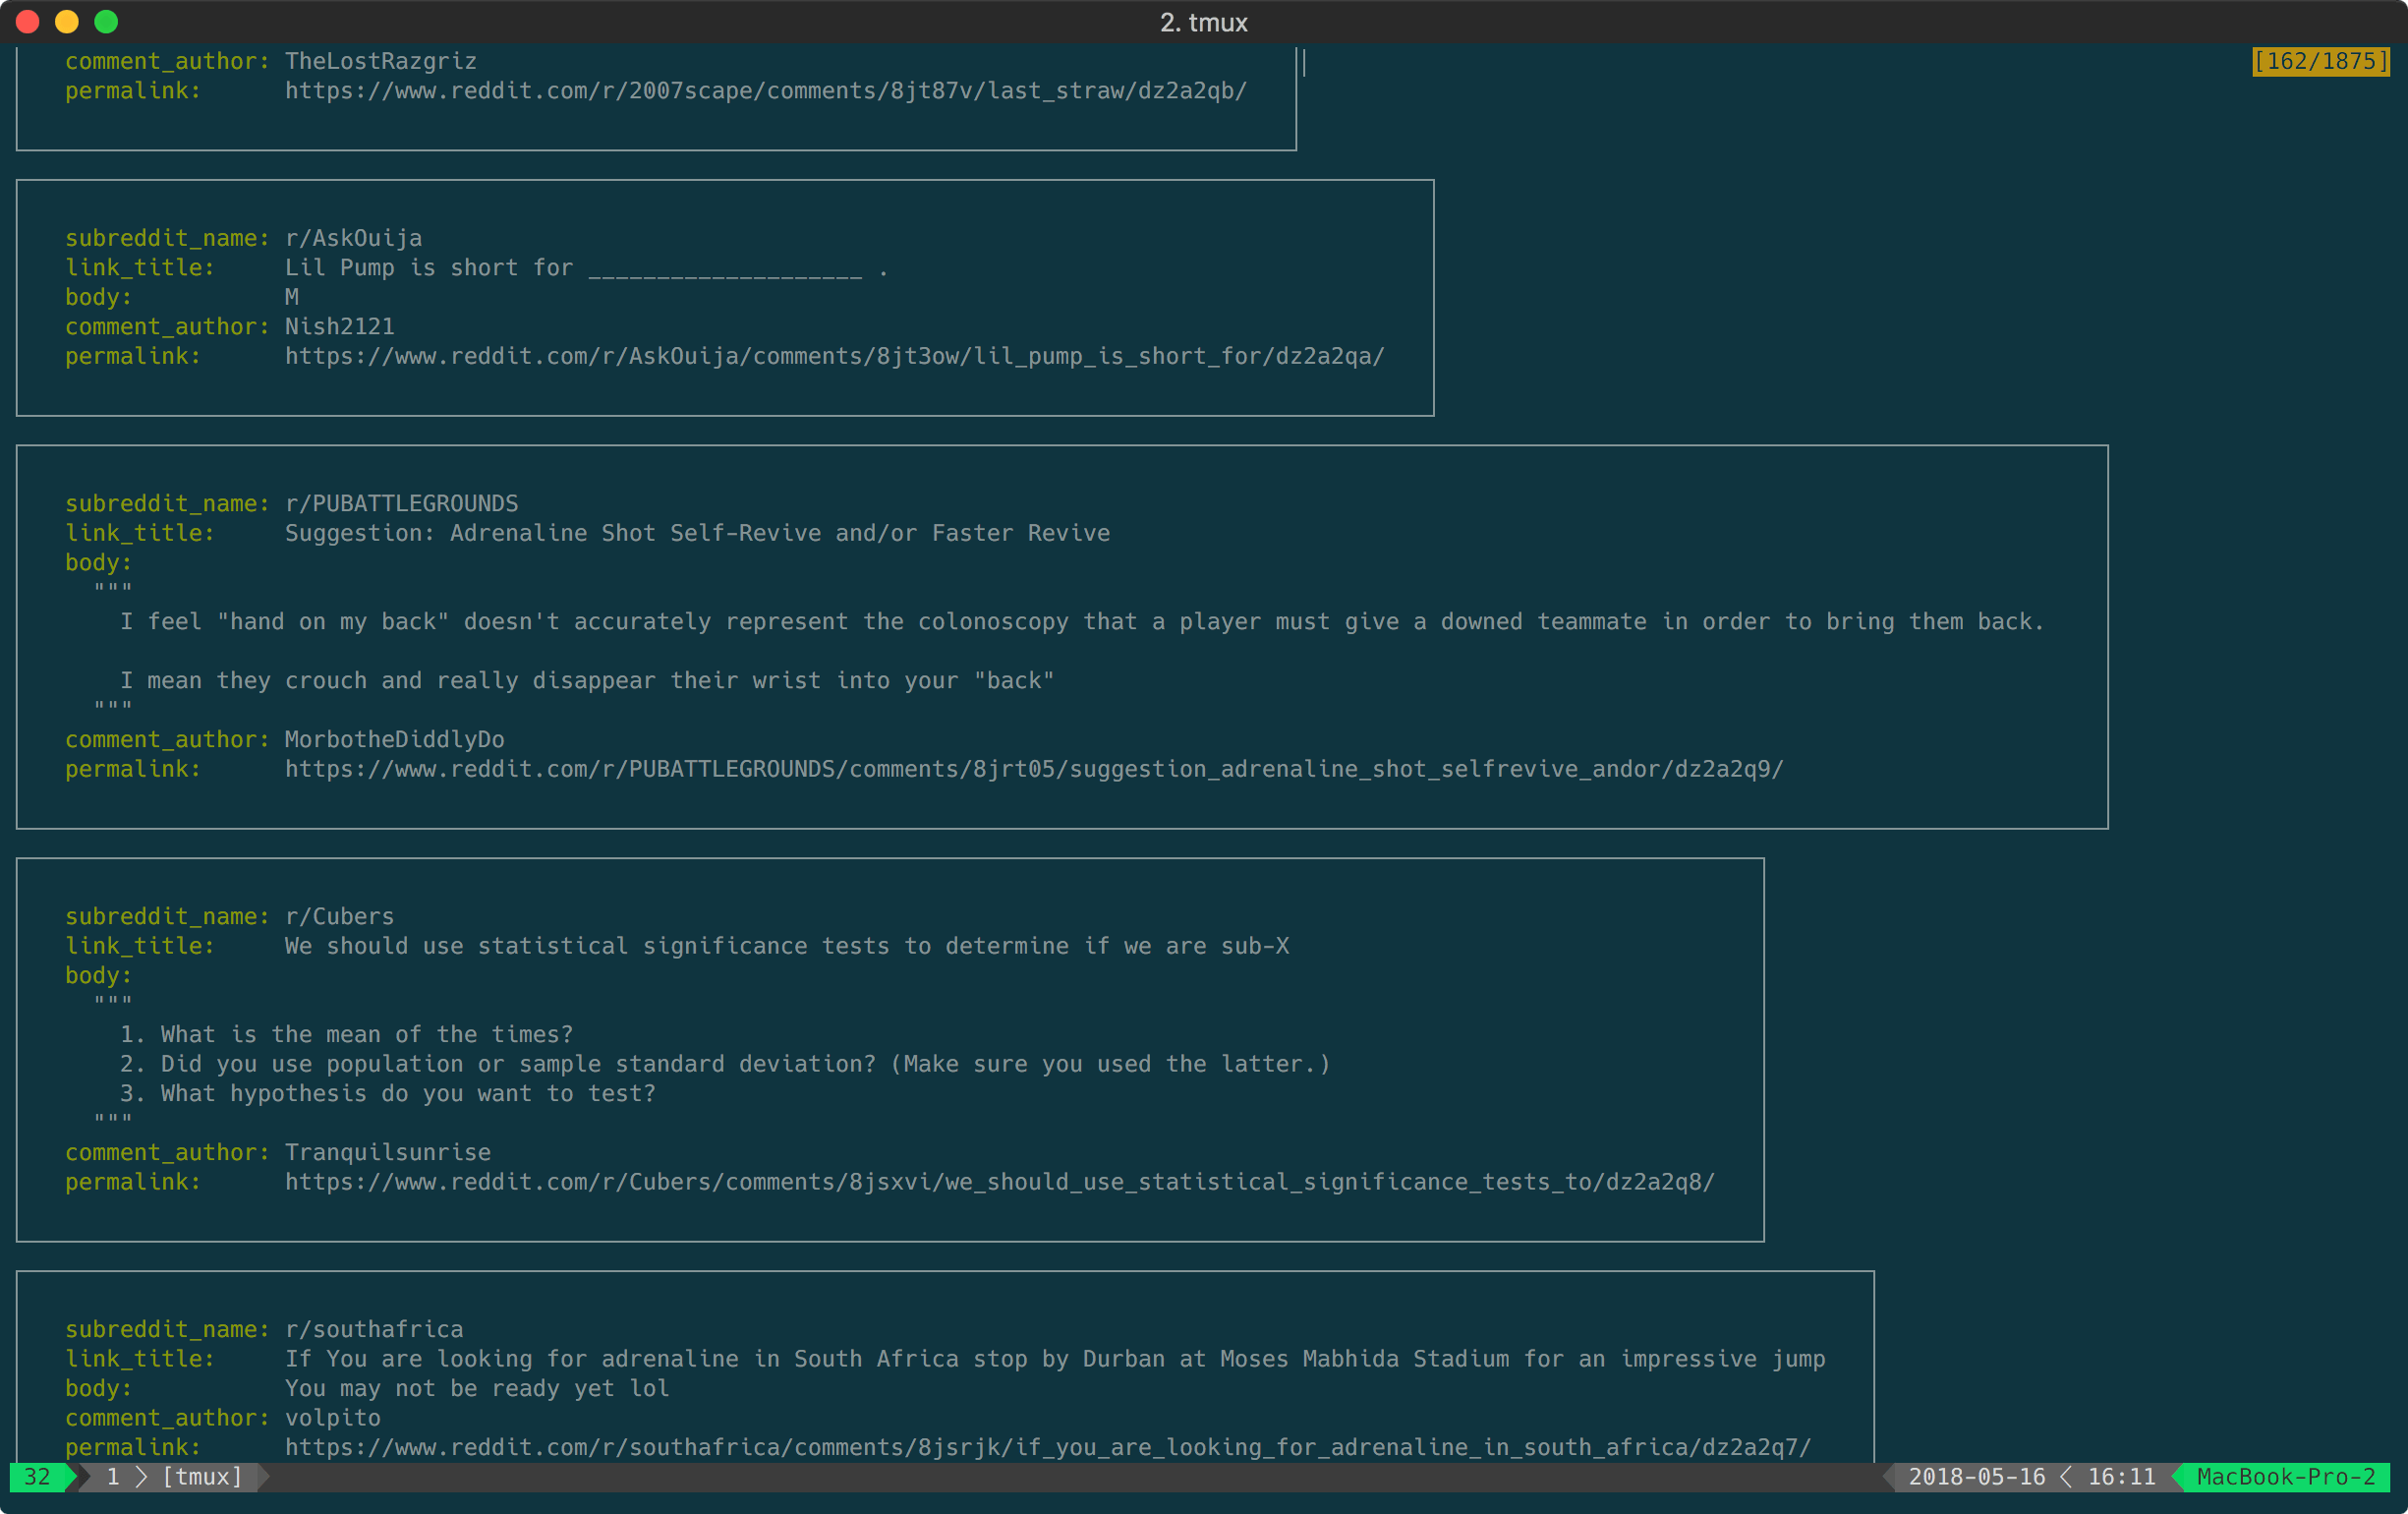 2. tmux
comment_author: TheLostRazgriz
[162/1875]
permalink: https://www.reddit.com/r/2007scape/comments/8jt87v/last_straw/dz2a2qb/
subreddit_name: r/AskOuija
link_title: Lil Pump is short for ____________________ .
body: M
comment_author: Nish2121
permalink: https://www.reddit.com/r/AskOuija/comments/8jt3ow/lil_pump_is_short_for/dz2a2qa/
subreddit_name: r/PUBATTLEGROUNDS
link_title: Suggestion: Adrenaline Shot Self-Revive and/or Faster Revive
body:
"""
I feel "hand on my back" doesn't accurately represent the colonoscopy that a player must give a downed teammate in order to bring them back.
I mean they crouch and really disappear their wrist into your "back"
"""
comment_author: MorbotheDiddlyDo
permalink: https://www.reddit.com/r/PUBATTLEGROUNDS/comments/8jrt05/suggestion_adrenaline_shot_selfrevive_andor/dz2a2q9/
subreddit_name: r/Cubers
link_title: We should use statistical significance tests to determine if we are sub-X
body:
"""
1. What is the mean of the times?
2. Did you use population or sample standard deviation? (Make sure you used the latter.)
3. What hypothesis do you want to test?
"""
comment_author: Tranquilsunrise
permalink: https://www.reddit.com/r/Cubers/comments/8jsxvi/we_should_use_statistical_significance_tests_to/dz2a2q8/
subreddit_name: r/southafrica
link_title: If You are looking for adrenaline in South Africa stop by Durban at Moses Mabhida Stadium for an impressive jump
body: You may not be ready yet lol
comment_author: volpito
permalink: https://www.reddit.com/r/southafrica/comments/8jsrjk/if_you_are_looking_for_adrenaline_in_south_africa/dz2a2q7/
32 1 [tmux] 2018-05-16 16:11 MacBook-Pro-2